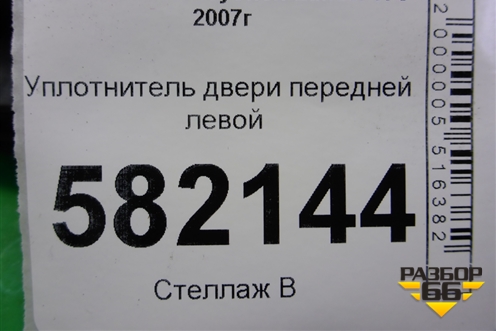 2007г
Уплотнитель двери передней
левой
582144
Стеллаж В
2000005516382
РАЗБОР
66